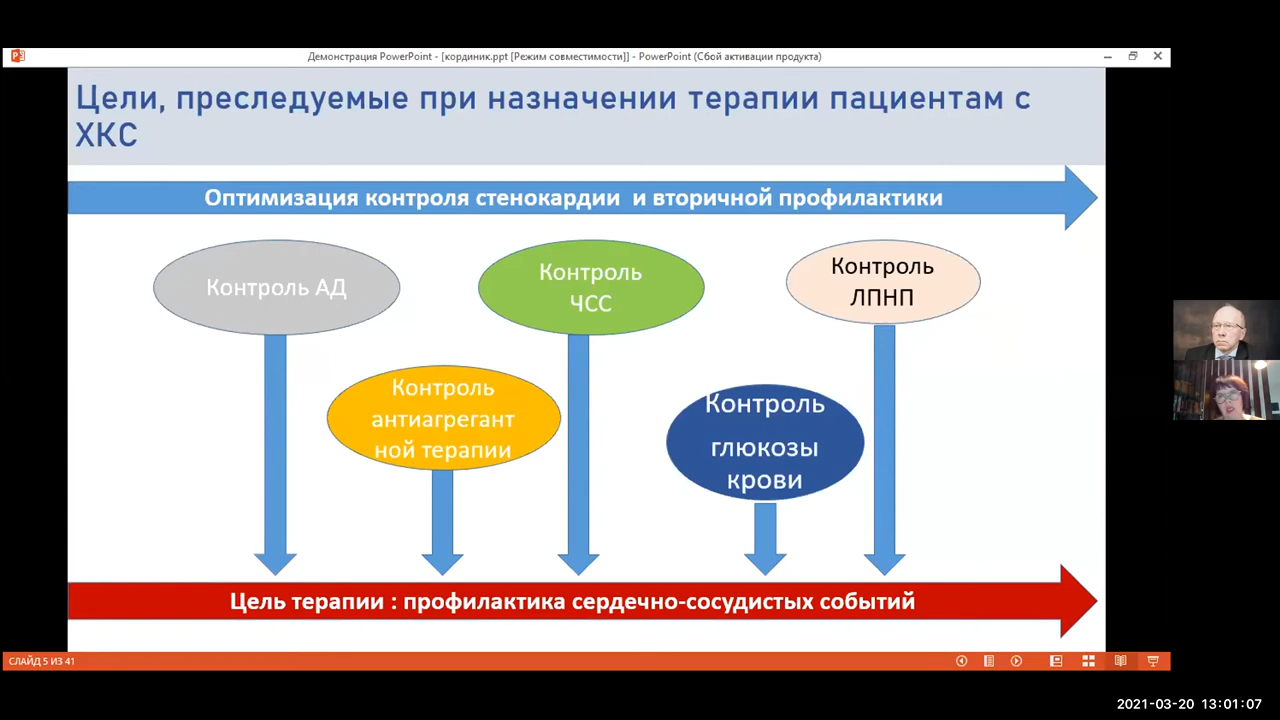 Демонстрация PowerPoint - [кординик.ppt [Режим совместимости]] - PowerPoint (Сбой активации продукта)
Цели, преследуемые при назначении терапии пациентам с
ХКС
Оптимизация контроля стенокардии и вторичной профилактики
Контроль АД
Контроль
ЧСС
Контроль
ЛПНП
Контроль
антиагрегант
ной терапии
Контроль
глюкозы
крови
Цель терапии : профилактика сердечно-сосудистых событий
СЛАЙД 5 ИЗ 41
2021-03-20 13:01:07